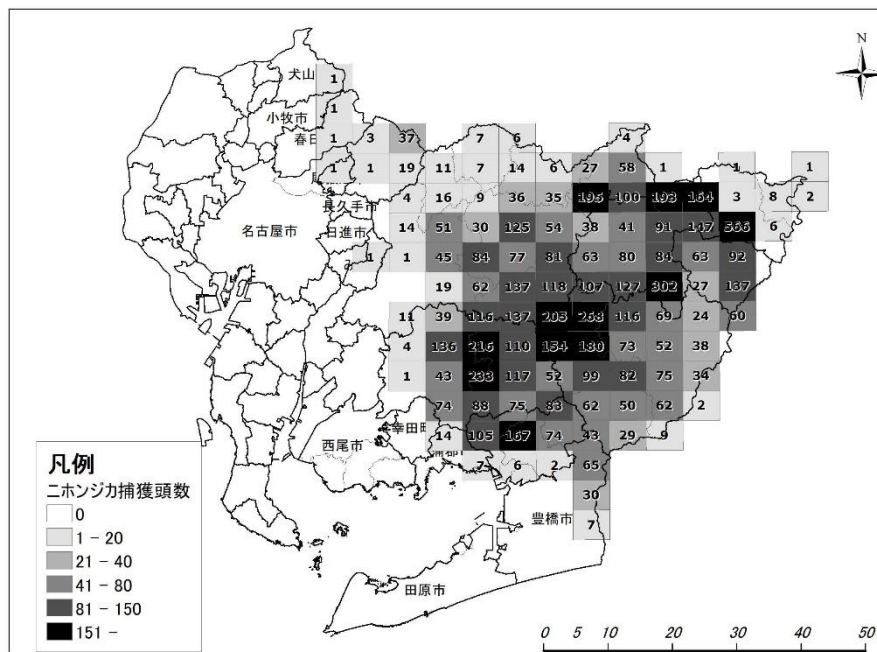 N
犬山 1
1
小牧市
春日 1 3 37 7 6 4
1 1 19 11 7 14 6 27 58 1 1 1
長久手市 4 16 9 36 35 195 100 193 164 3 8 2
名古屋市 日進市 14 51 30 125 54 38 41 91 147 566 6
み 1 1 45 84 77 81 63 80 84 63 92
19 62 137 118 107 127 302 27 137
11 39 116 137 205 268 116 69 24 60
4 136 216 110 154 180 73 52 38
1 43 233 117 52 99 82 75 34
74 88 75 83 62 50 62 2
西尾市 幸田町 14 105 167 74 43 29 9
蒲郡 7 6 2 65
30
豊橋市 7
田原市
凡例
ニホンジカ捕獲頭数
0
1 - 20
21 - 40
41 - 80
81 - 150
151 -
0 5 10 20 30 40 50